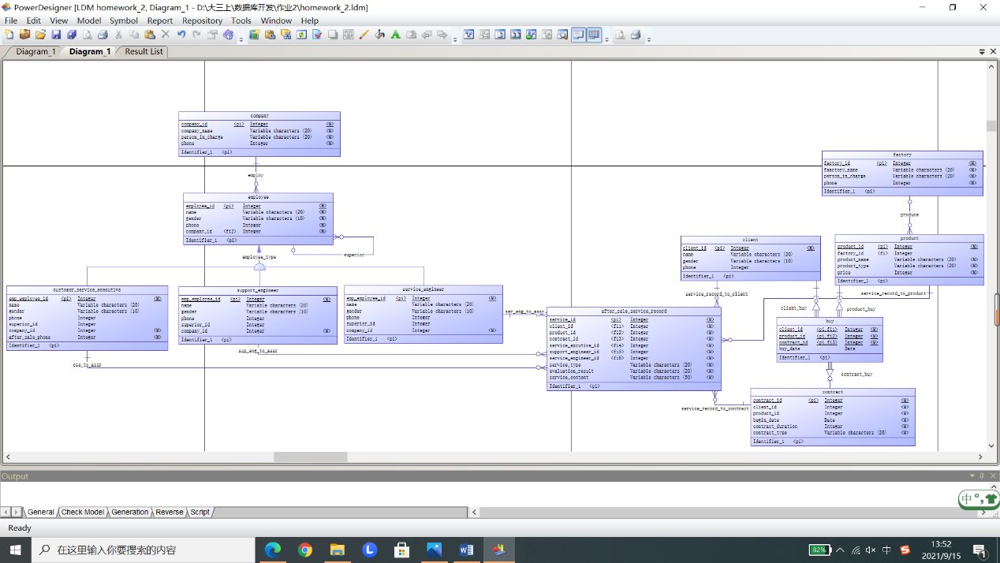 PowerDesigner [LDM homework_2, Diagram_1 - D:\大三上\数据库开发\作业2\homework_2.ldm]
File Edit View Model Symbol Report Repository Tools Window Help
Diagram_1 Diagram_1 Result List
company
company_id <pi> Integer <M>
company_name Variable characters (20) <M>
person_in_charge Variable characters (20) <M>
phone Integer <M>
Identifier_1 <pi>
employ
employee
employee_id <pi> Integer <M>
name Variable characters (20) <M>
gender Variable characters (10) <M>
phone Integer <M>
company_id <fi2> Integer <M>
Identifier_1 <pi>
superior
employee_type
customer_service_executive
emp_employee_id <pi> Integer <M>
name Variable characters (20)
gender Variable characters (10)
phone Integer
superior_id Integer
company_id Integer <M>
after_sale_phone Integer <M>
Identifier_1 <pi>
cse_to_assr
support_engineer
emp_employee_id <pi> Integer <M>
name Variable characters (20)
gender Variable characters (10)
phone Integer
superior_id Integer
company_id Integer <M>
Identifier_1 <pi>
sup_eng_to_assr
service_engineer
emp_employee_id <pi> Integer <M>
name Variable characters (20)
gender Variable characters (10)
phone Integer
superior_id Integer
company_id Integer <M>
Identifier_1 <pi>
ser_eng_to_assr
after_sale_service_record
service_id <pi> Integer <M>
client_id <fi1> Integer <M>
product_id <fi2> Integer <M>
contract_id <fi3> Integer <M>
service_excutive_id <fi4> Integer <M>
support_engineer_id <fi5> Integer <M>
service_engineer_id <fi6> Integer <M>
service_type Variable characters (20) <M>
evaluation_result Variable characters (20) <M>
service_content Variable characters (50) <M>
Identifier_1 <pi>
client
client_id <pi> Integer <M>
name Variable characters (20)
gender Variable characters (10)
phone Integer
Identifier_1 <pi>
service_record_to_client
factory
factory_id <pi> Integer <M>
faactory_name Variable characters (20) <M>
person_in_charge Variable characters (20) <M>
phone Integer <M>
Identifier_1 <pi>
produce
product
product_id <pi> Integer <M>
factory_id <fi> Integer
product_name Variable characters (20) <M>
product_type Variable characters (20) <M>
price Integer <M>
Identifier_1 <pi>
service_record_to_product
client_buy
product_buy
buy
client_id <pi,fi1> Integer <M>
product_id <pi,fi2> Integer <M>
contract_id <pi,fi3> Integer <M>
buy_date Date
Identifier_1 <pi>
contract_buy
contract
contract_id <pi> Integer <M>
client_id Integer <M>
product_id Integer <M>
begin_date Date <M>
contract_duration Integer <M>
contract_type Variable characters (20) <M>
Identifier_1 <pi>
service_record_to_contract
Output
General Check Model Generation Reverse Script
中
Ready
在这里输入你要搜索的内容
82%
中
13:52
2021/9/15
1